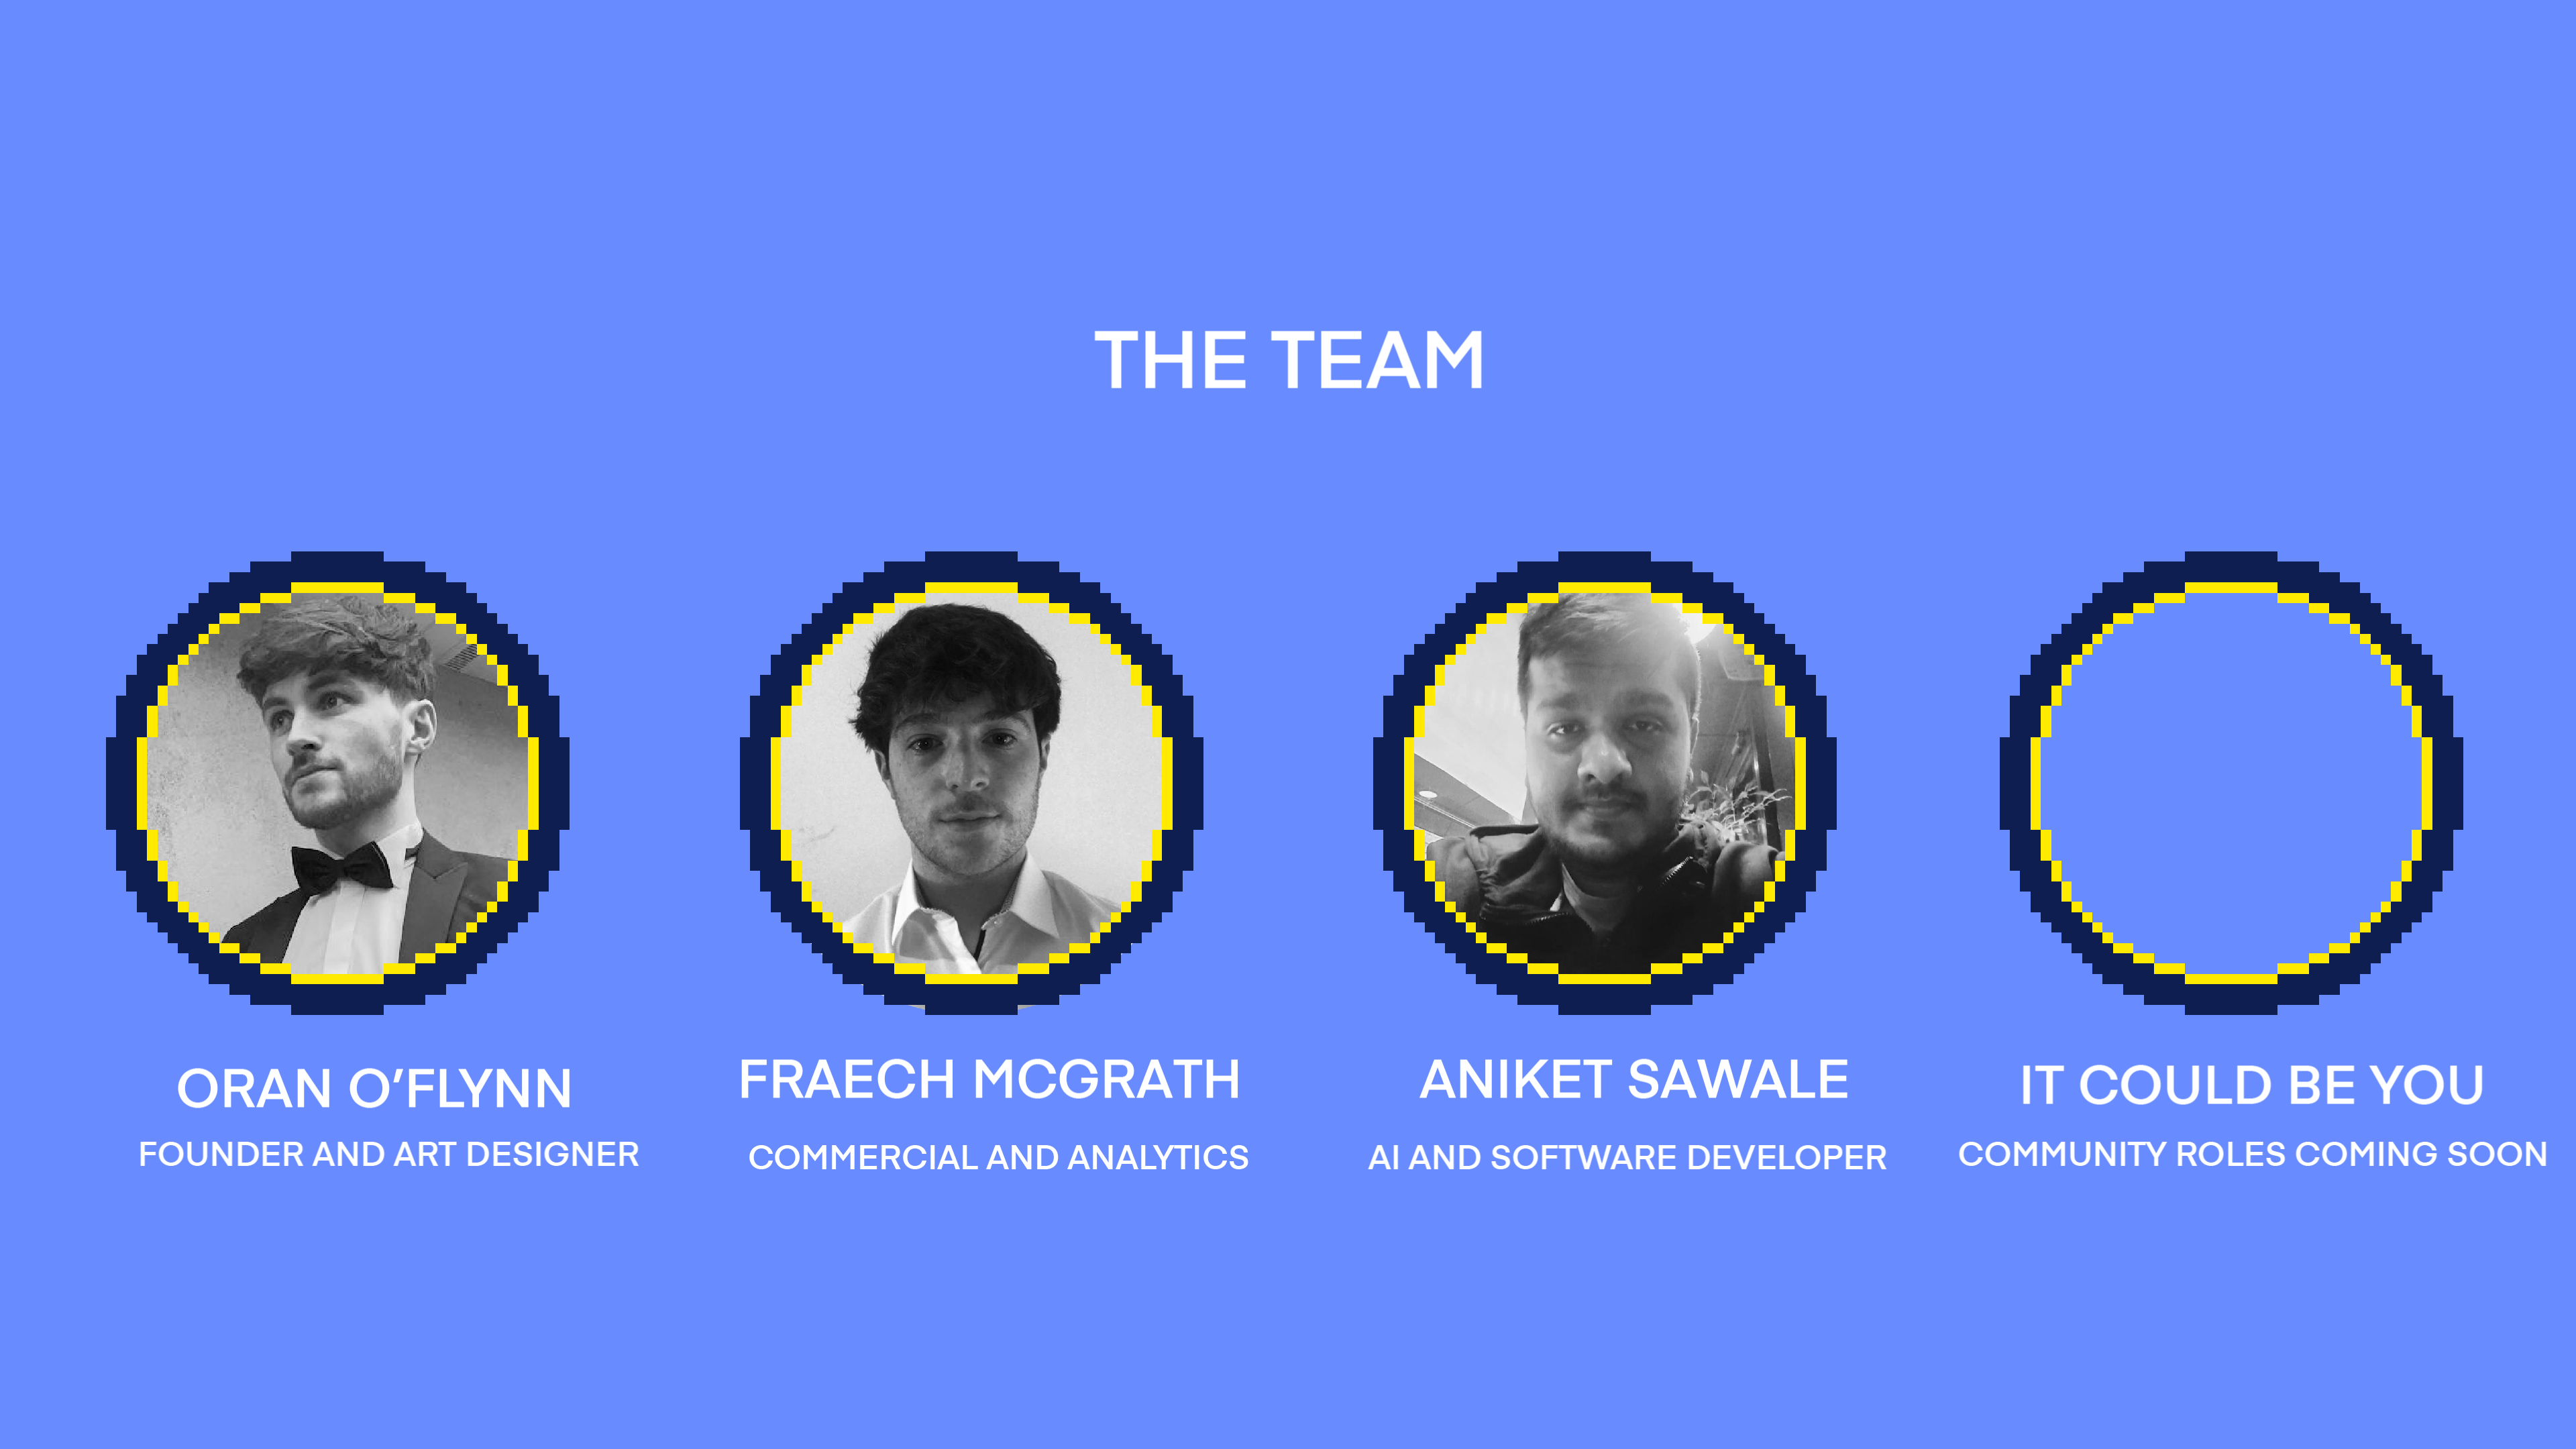 THE TEAM
ORAN O'FLYNN
FOUNDER AND ART DESIGNER
FRAECH MCGRATH
COMMERCIAL AND ANALYTICS
ANIKET SAWALE
AI AND SOFTWARE DEVELOPER
IT COULD BE YOU
COMMUNITY ROLES COMING SOON